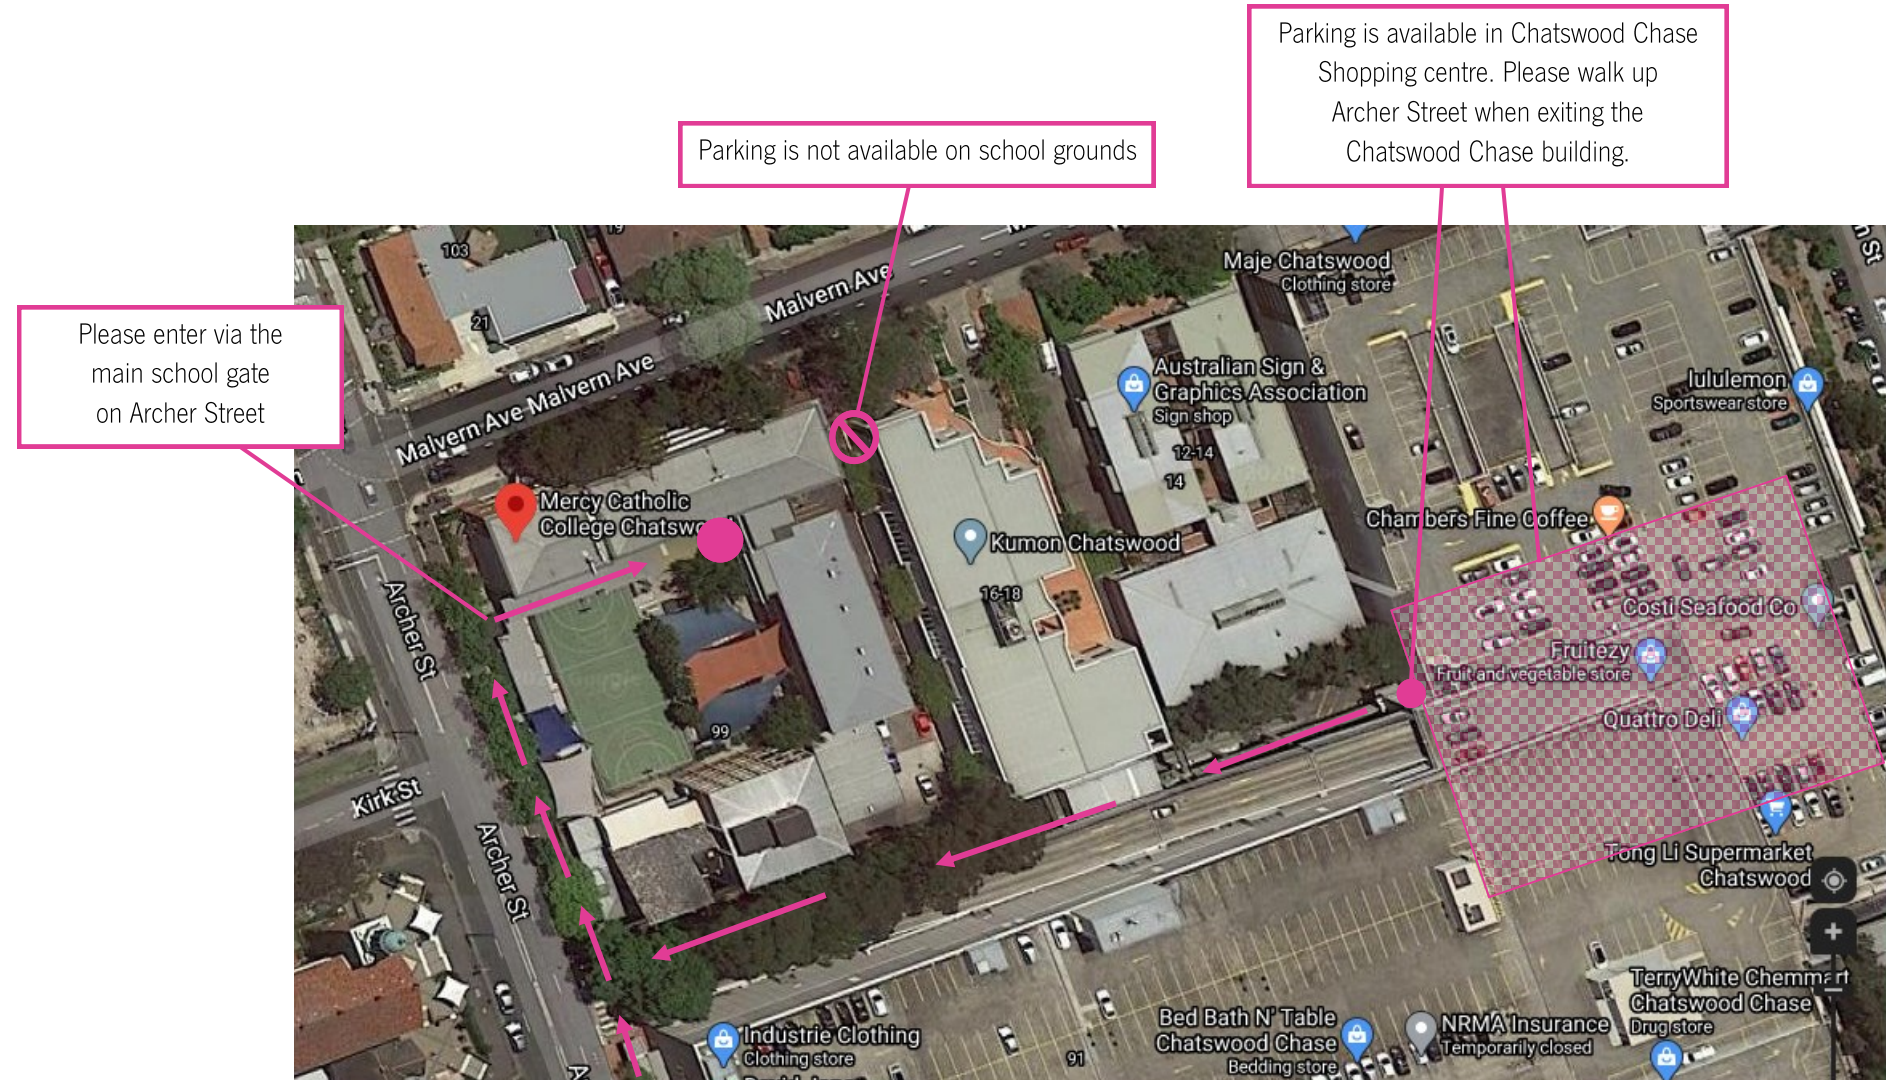 Parking is available in Chatswood Chase
Shopping centre. Please walk up
Archer Street when exiting the
Chatswood Chase building.
Parking is not available on school grounds
Please enter via the
main school gate
on Archer Street
19
103
21
Malvern Ave
Malvern Ave Malvern Ave
Maje Chatswood
Clothing store
Australian Sign &
Graphics Association
Sign shop
12-14
14
lululemon
Sportswear store
Mercy Catholic
College Chatswood
Kumon Chatswood
16-18
Chambers Fine Coffee
Costi Seafood Co
Fruitezy
Fruit and vegetable store
Quattro Deli
99
Archer St
Kirk St
Archer St
Tong Li Supermarket
Chatswood
TerryWhite Chemmart
Chatswood Chase
Drug store
Bed Bath N' Table
Chatswood Chase
Bedding store
NRMA Insurance
Temporarily closed
Industrie Clothing
Clothing store
91